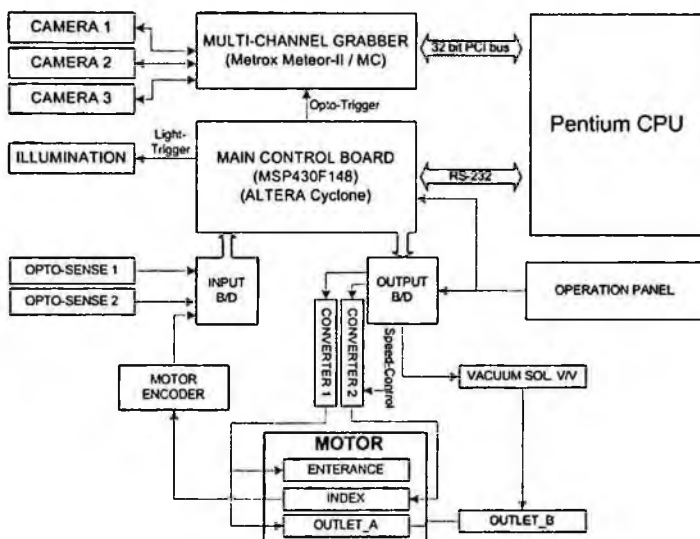 CAMERA 1
CAMERA 2
CAMERA 3
MULTI-CHANNEL GRABBER
(Metrox Meteor-II / MC)
32 bit PCI bus
Pentium CPU
Opto-Trigger
Light-
Trigger
ILLUMINATION
MAIN CONTROL BOARD
(MSP430F148)
(ALTERA Cyclone)
RS-232
OPTO-SENSE 1
OPTO-SENSE 2
INPUT
B/D
OUTPUT
B/D
OPERATION PANEL
CONVERTER 1
CONVERTER 2
Speed-Control
MOTOR
ENCODER
VACUUM SOL. V/V
MOTOR
ENTERANCE
INDEX
OUTLET_A
OUTLET_B